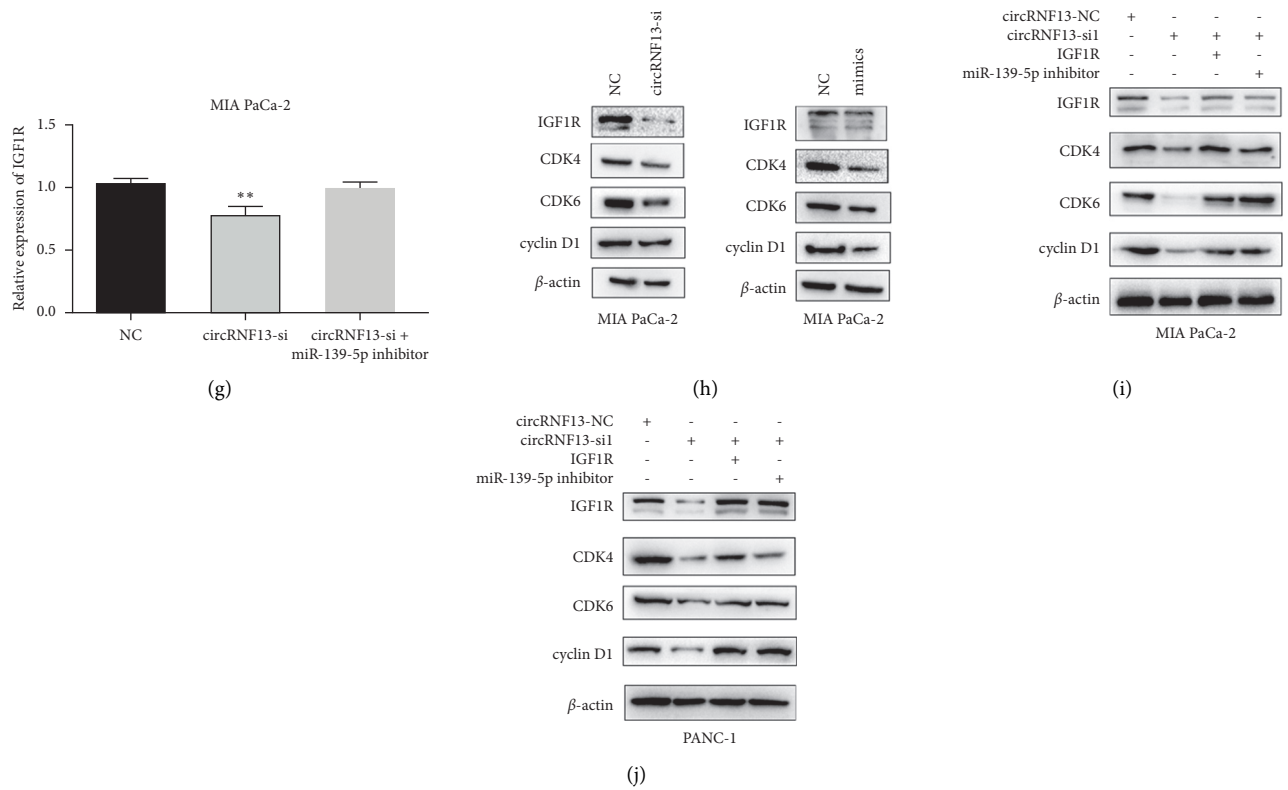 MIA PaCa-2
Relative expression of IGF1R
1.5
1.0
0.5
0.0
**
NC
circRNF13-si
circRNF13-si +
miR-139-5p inhibitor
(g)
NC
circRNF13-si
IGF1R
CDK4
CDK6
cyclin D1
β-actin
MIA PaCa-2
NC
mimics
IGF1R
CDK4
CDK6
cyclin D1
β-actin
MIA PaCa-2
(h)
circRNF13-NC + - - -
circRNF13-si1 - + + +
IGF1R - - + -
miR-139-5p inhibitor - - - +
IGF1R
CDK4
CDK6
cyclin D1
β-actin
MIA PaCa-2
(i)
circRNF13-NC + - - -
circRNF13-si1 - + + +
IGF1R - - + -
miR-139-5p inhibitor - - - +
IGF1R
CDK4
CDK6
cyclin D1
β-actin
PANC-1
(j)